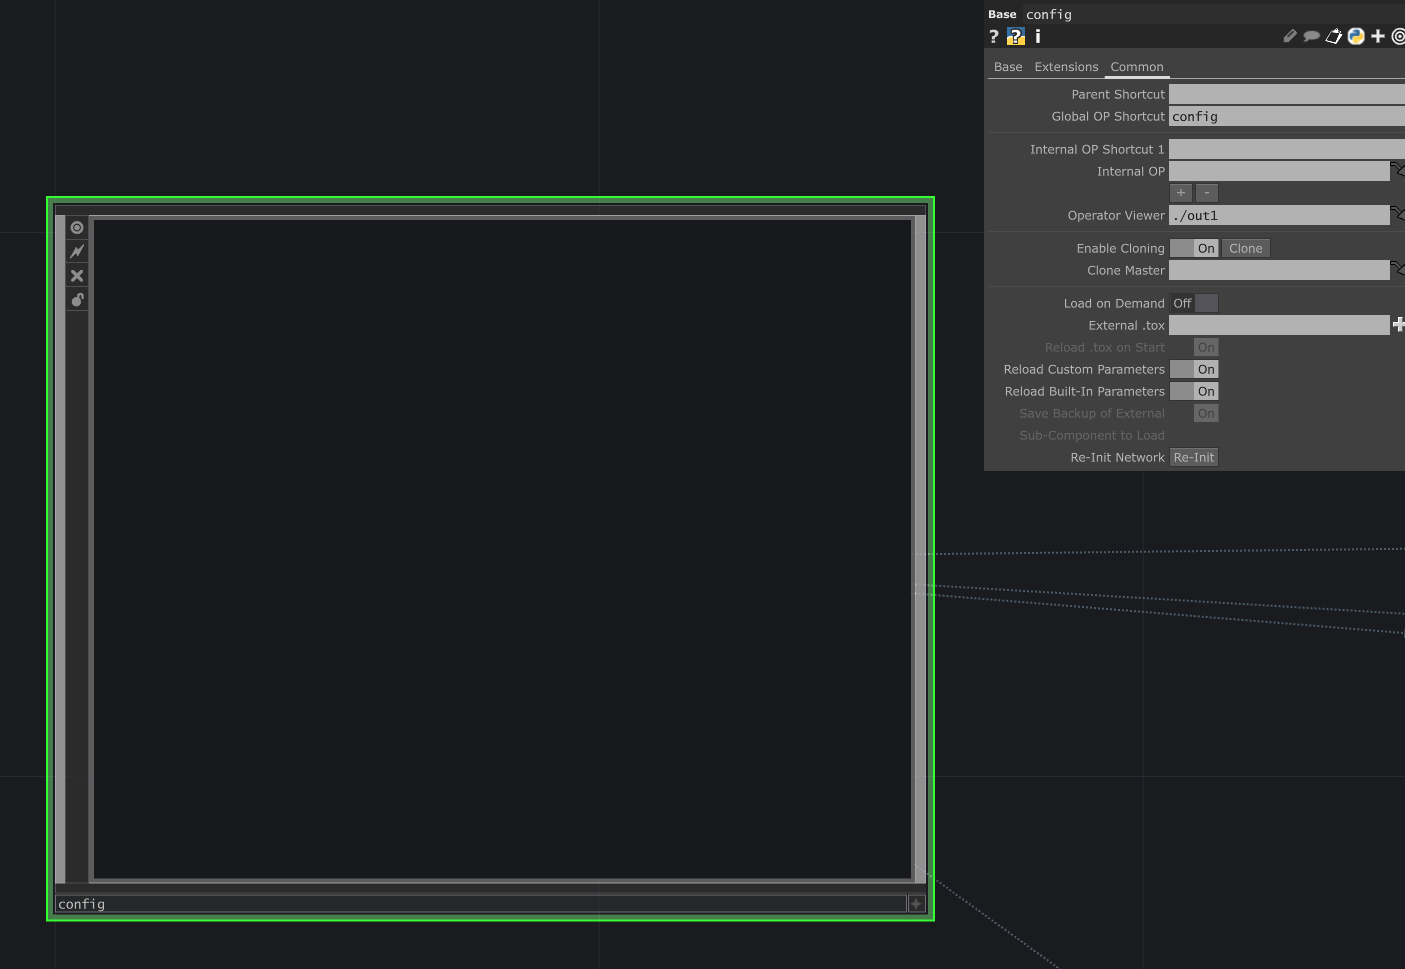 Base config
? ? i
Base Extensions Common
Parent Shortcut
Global OP Shortcut config
Internal OP Shortcut 1
Internal OP
+ -
Operator Viewer ./out1
Enable Cloning On Clone
Clone Master
Load on Demand Off
External .tox
Reload .tox on Start On
Reload Custom Parameters On
Reload Built-In Parameters On
Save Backup of External On
Sub-Component to Load
Re-Init Network Re-Init
config